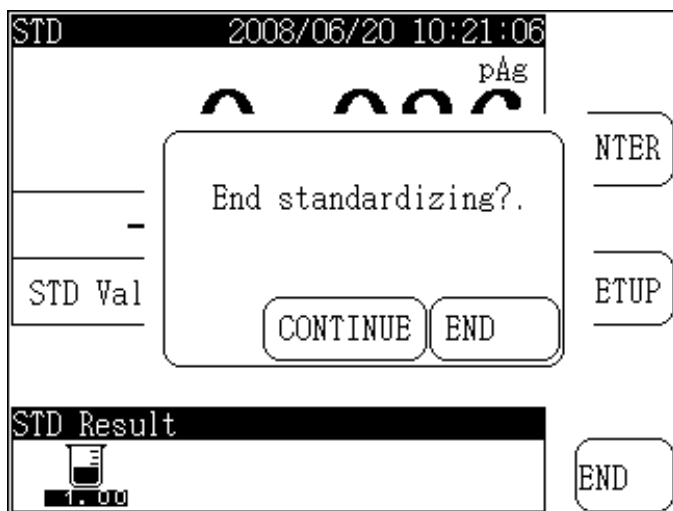 STD 2008/06/20 10:21:06
pAg
NTER
End standardizing?.
STD Val
ETUP
CONTINUE END
STD Result
1.00
END